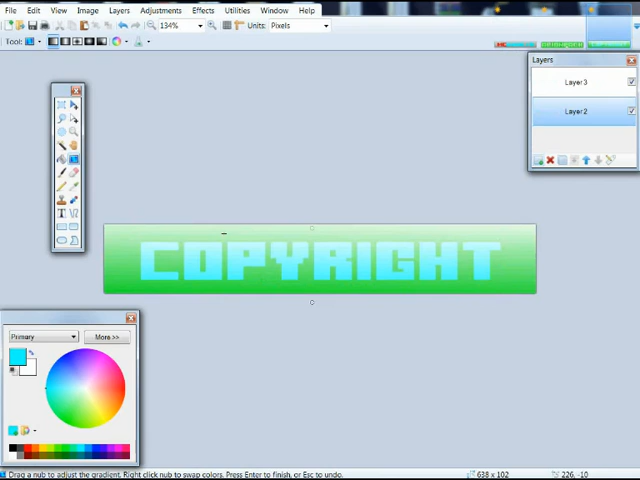 File Edit View Image Layers Adjustments Effects Utilities Window Help
134% Units: Pixels
Tool:
Layers
Layer 3
Layer 2
COPYRIGHT
Primary More >>
Drag a nub to adjust the gradient. Right click nub to swap colors. Press Enter to finish, or Esc to undo. 638 x 102 226, -10